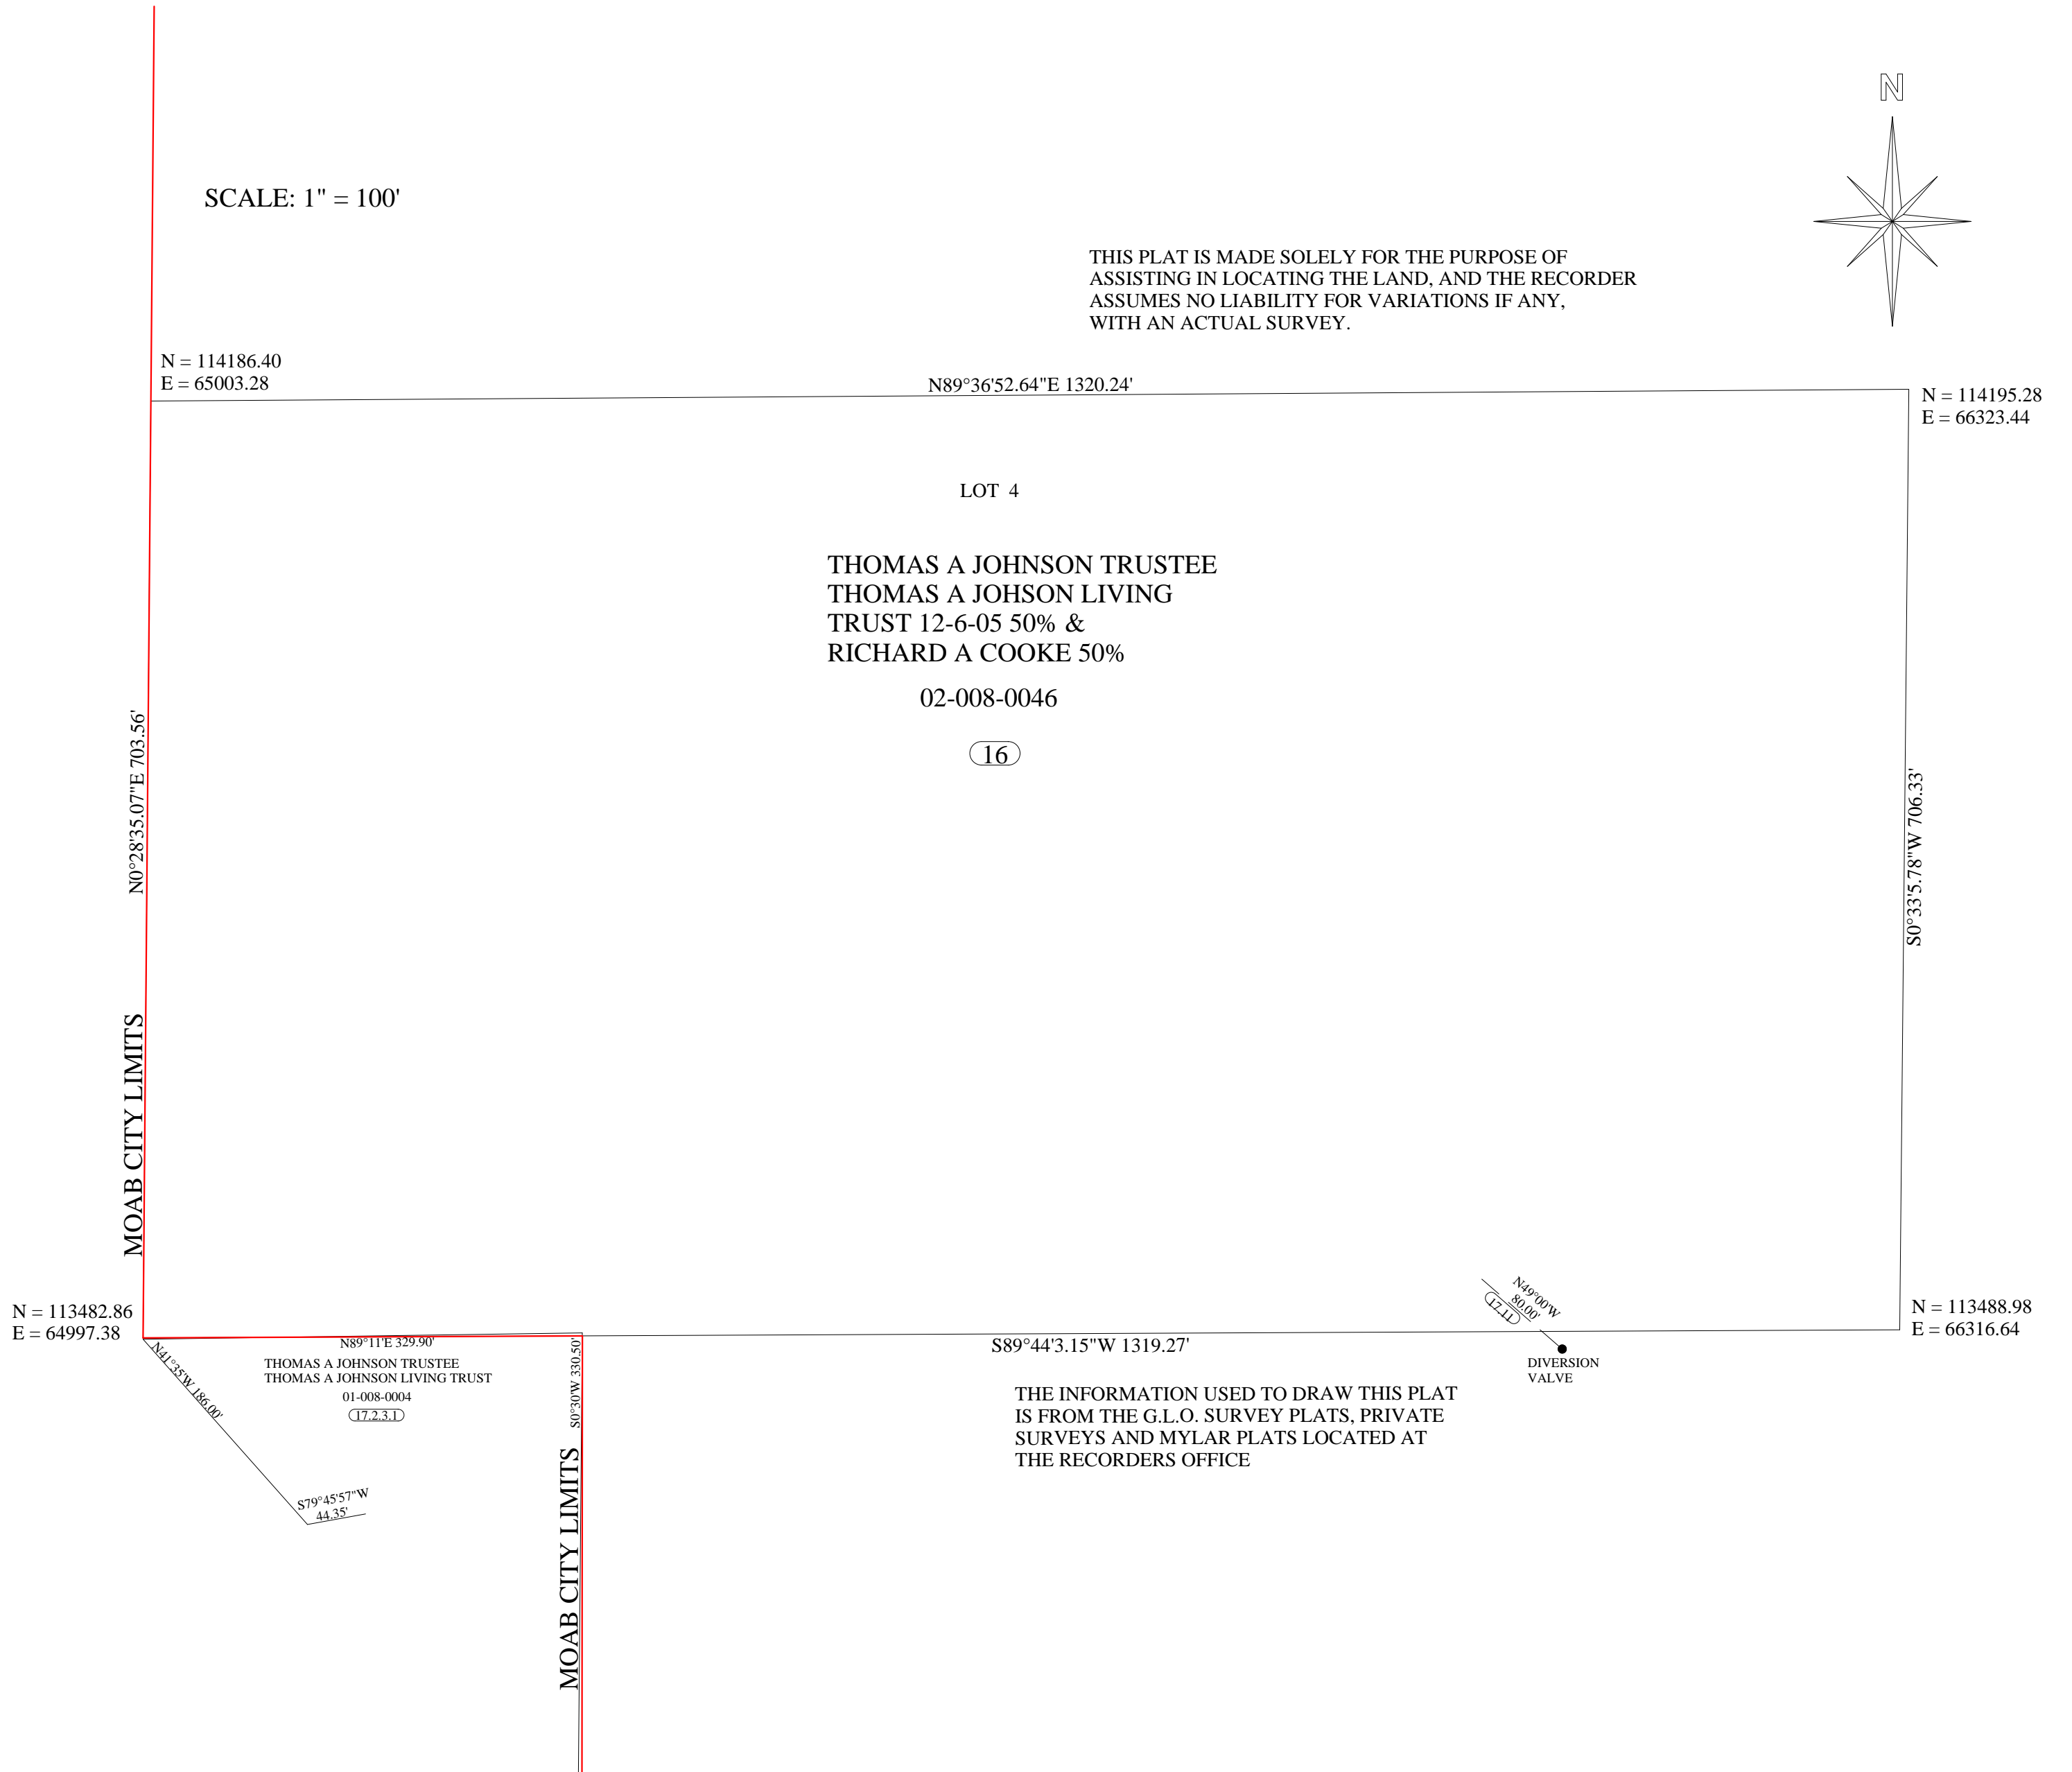 N
SCALE: 1" = 100'
THIS PLAT IS MADE SOLELY FOR THE PURPOSE OF
ASSISTING IN LOCATING THE LAND, AND THE RECORDER
ASSUMES NO LIABILITY FOR VARIATIONS IF ANY,
WITH AN ACTUAL SURVEY.
N = 114186.40
E = 65003.28
N89°36'52.64"E 1320.24'
N = 114195.28
E = 66323.44
LOT 4
THOMAS A JOHNSON TRUSTEE
THOMAS A JOHSON LIVING
TRUST 12-6-05 50% &
RICHARD A COOKE 50%
02-008-0046
16
N0°28'35.07"E 703.56'
S0°33'5.78"W 706.33'
MOAB CITY LIMITS
N = 113482.86
E = 64997.38
N49°00'W
80.00'
17.11
N = 113488.98
E = 66316.64
N89°11'E 329.90'
S89°44'3.15"W 1319.27'
DIVERSION
VALVE
N41°35'W 186.00'
THOMAS A JOHNSON TRUSTEE
THOMAS A JOHNSON LIVING TRUST
01-008-0004
17.2.3.1
S0°30'W 330.50'
THE INFORMATION USED TO DRAW THIS PLAT
IS FROM THE G.L.O. SURVEY PLATS, PRIVATE
SURVEYS AND MYLAR PLATS LOCATED AT
THE RECORDERS OFFICE
S79°45'57"W
44.35'
MOAB CITY LIMITS